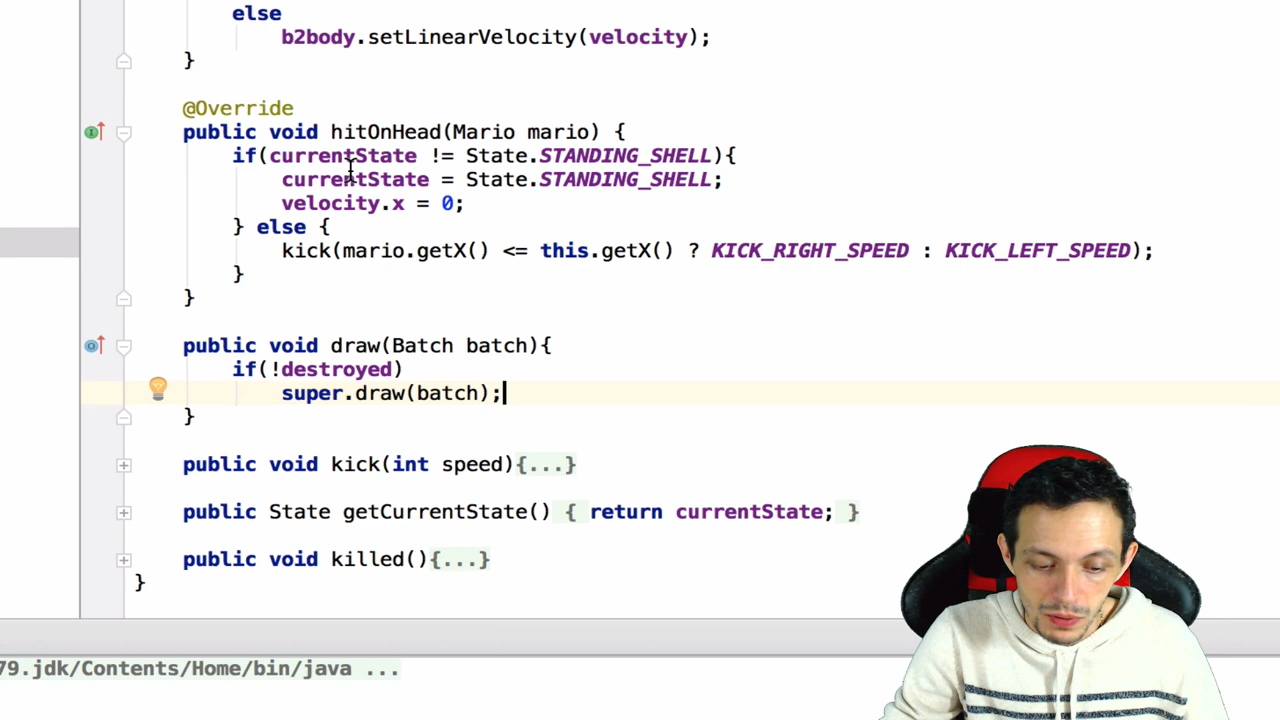 else
b2body.setLinearVelocity(velocity);
}
@Override
public void hitOnHead(Mario mario) {
if(currentState != State.STANDING_SHELL){
currentState = State.STANDING_SHELL;
velocity.x = 0;
} else {
kick(mario.getX() <= this.getX() ? KICK_RIGHT_SPEED : KICK_LEFT_SPEED);
}
}
public void draw(Batch batch){
if(!destroyed)
super.draw(batch);
}
public void kick(int speed){...}
public State getCurrentState() { return currentState; }
public void killed(){...}
}
79.jdk/Contents/Home/bin/java ...